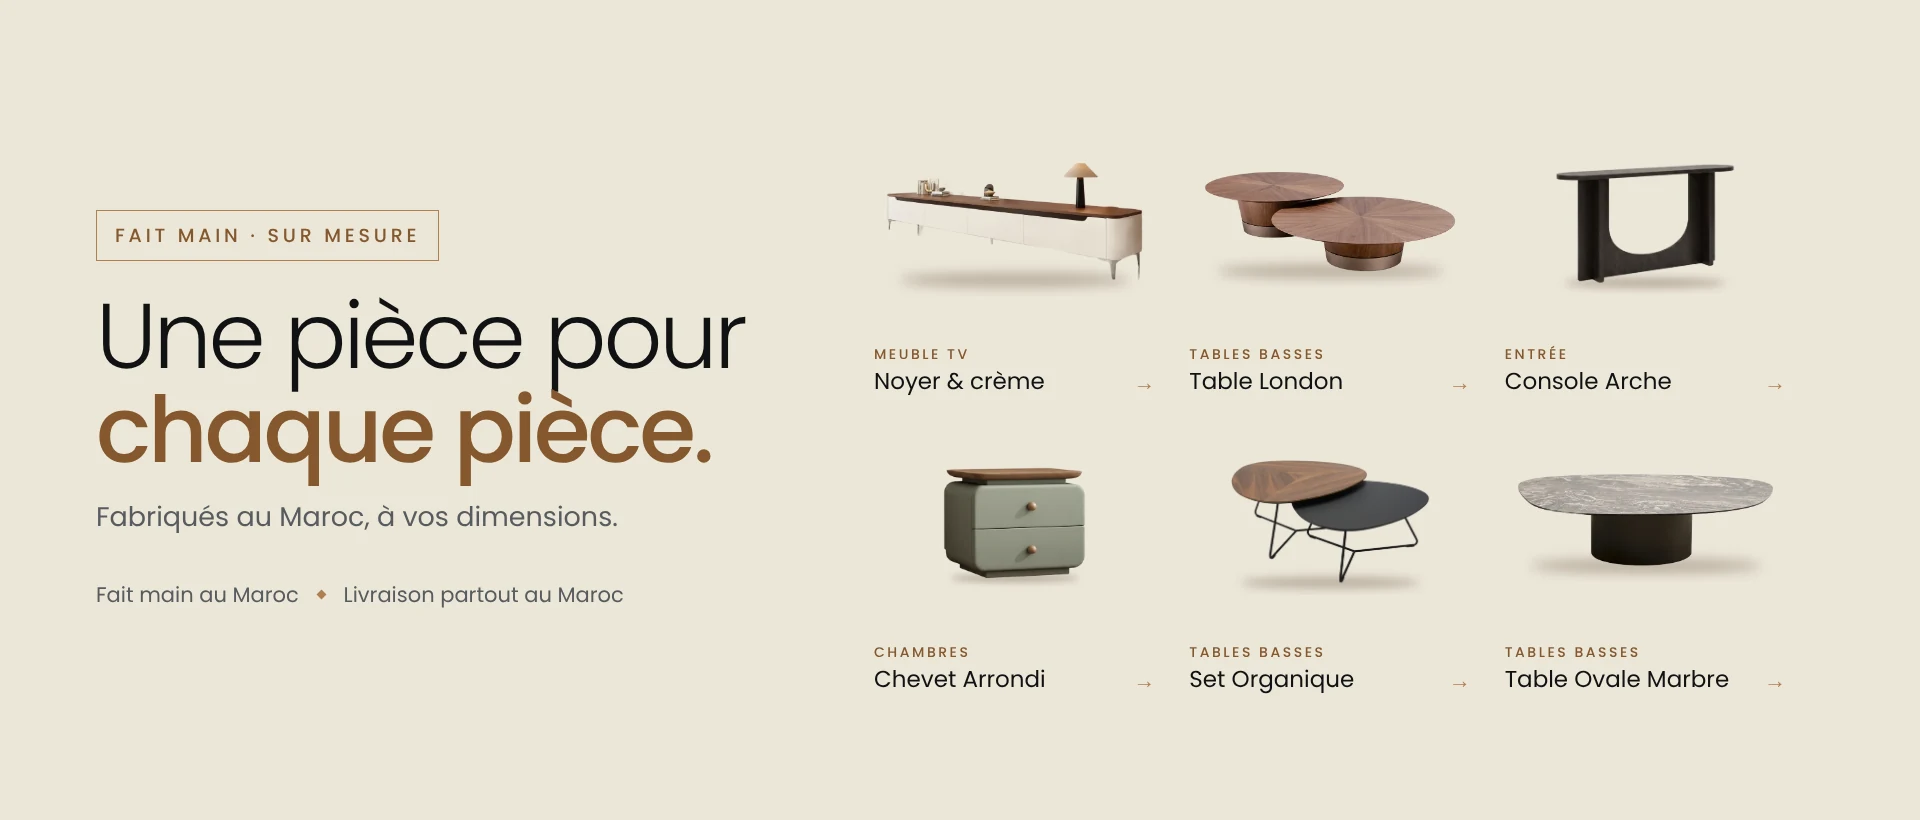 FAIT MAIN · SUR MESURE
Une pièce pour
chaque pièce.
Fabriqués au Maroc, à vos dimensions.
Fait main au Maroc ◆ Livraison partout au Maroc
MEUBLE TV
Noyer & crème →
TABLES BASSES
Table London →
ENTRÉE
Console Arche →
CHAMBRES
Chevet Arrondi →
TABLES BASSES
Set Organique →
TABLES BASSES
Table Ovale Marbre →